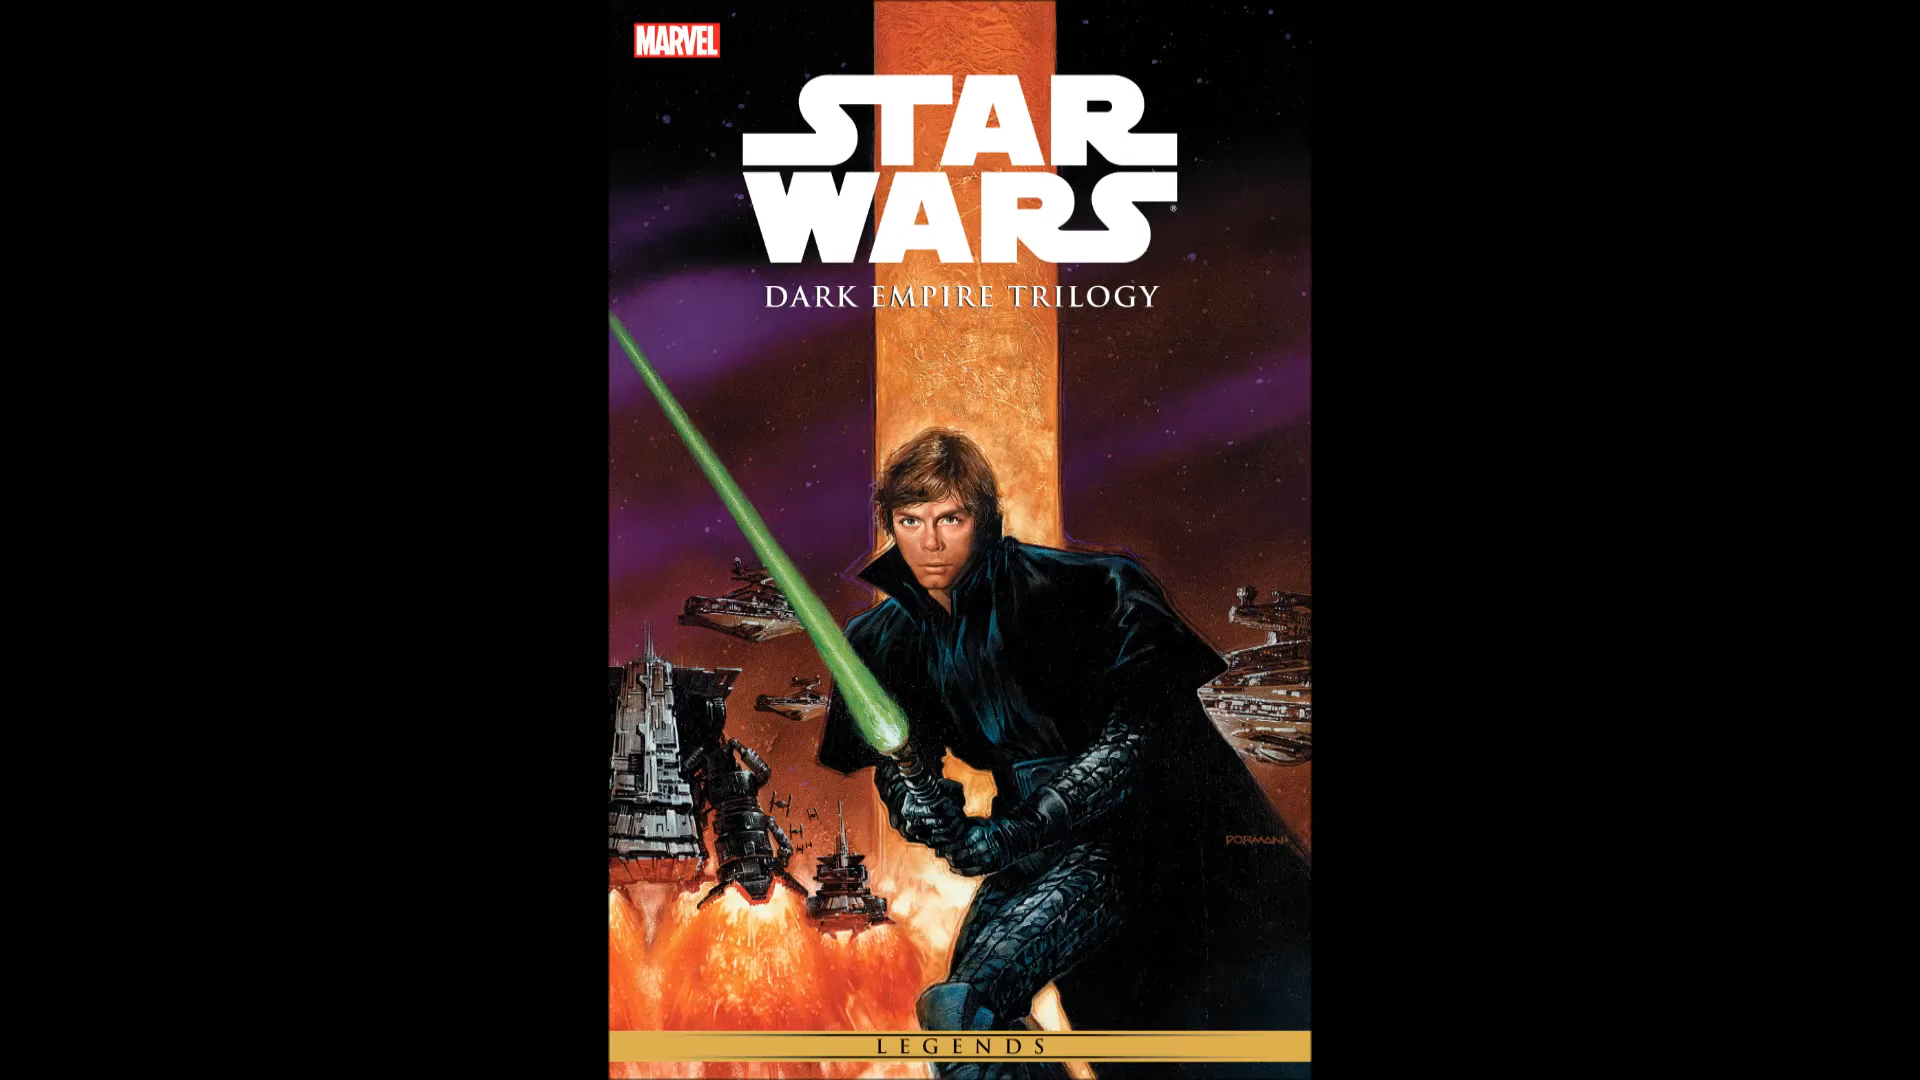 MARVEL
STAR
WARS®
DARK EMPIRE TRILOGY
DORMAN
LEGENDS